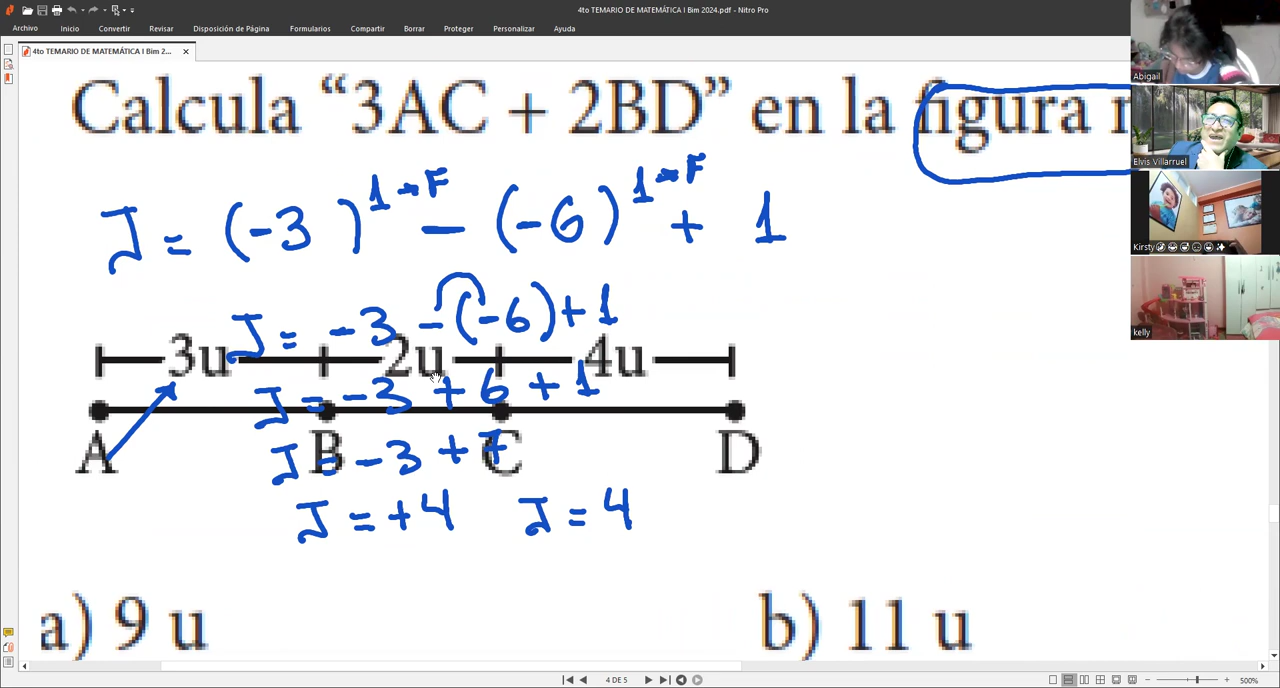 4to TEMARIO DE MATEMÁTICA I Bim 2024.pdf - Nitro Pro
Archivo Inicio Convertir Revisar Disposición de Página Formularios Compartir Borrar Proteger Personalizar Ayuda
4to TEMARIO DE MATEMÁTICA I Bim 2...
Calcula “3AC + 2BD” en la figura
J = (-3)^1→F - (-6)^1→F + 1
J = -3 - (-6) + 1
3u 2u 4u
J = -3 + 6 + 1
A B C D
J = -3 + 7
J = +4 J = 4
a) 9 u b) 11 u
Abigail
Elvis Villarruel
Kirsty
kelly
4 DE 5
500%